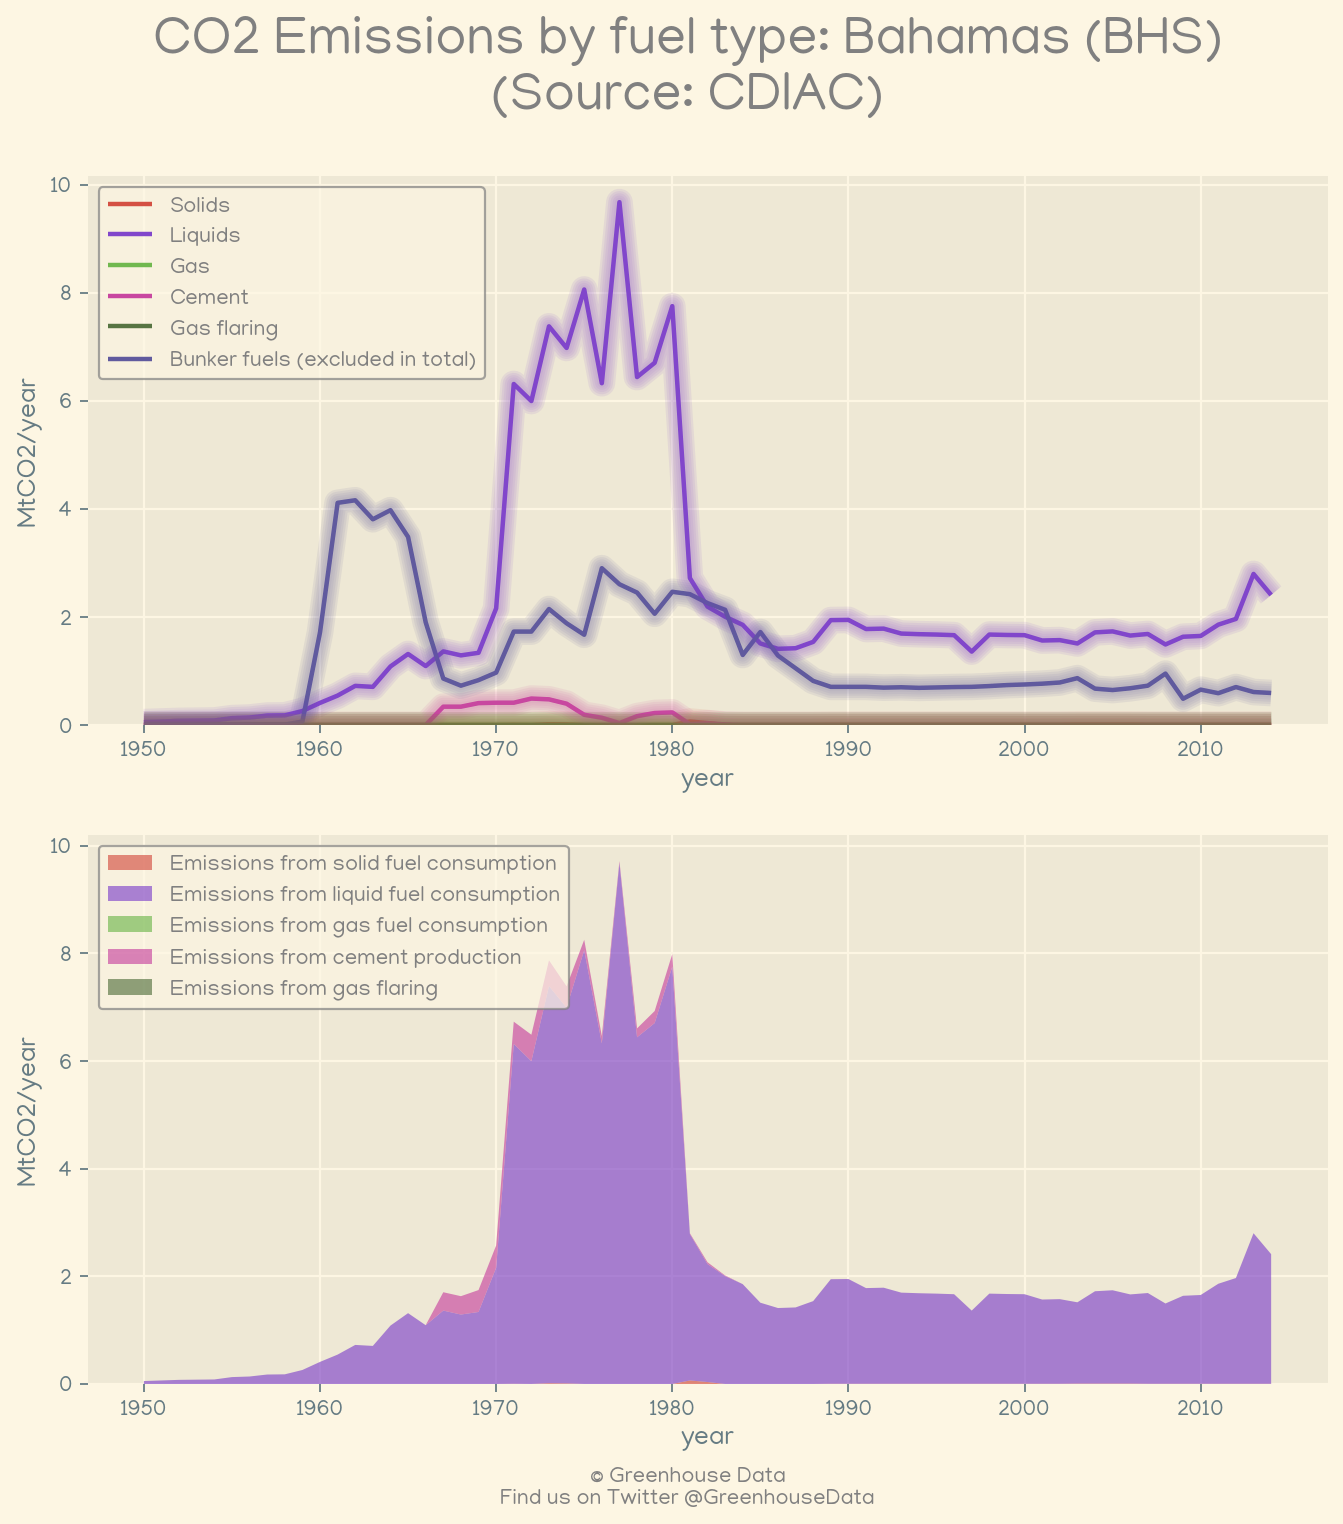 CO2 Emissions by fuel type: Bahamas (BHS)
(Source: CDIAC)
10
8
6
4
2
0
MtCO2/year
Solids
Liquids
Gas
Cement
Gas flaring
Bunker fuels (excluded in total)
1950 1960 1970 1980 1990 2000 2010
year
10
8
6
4
2
0
MtCO2/year
Emissions from solid fuel consumption
Emissions from liquid fuel consumption
Emissions from gas fuel consumption
Emissions from cement production
Emissions from gas flaring
1950 1960 1970 1980 1990 2000 2010
year
© Greenhouse Data
Find us on Twitter @GreenhouseData